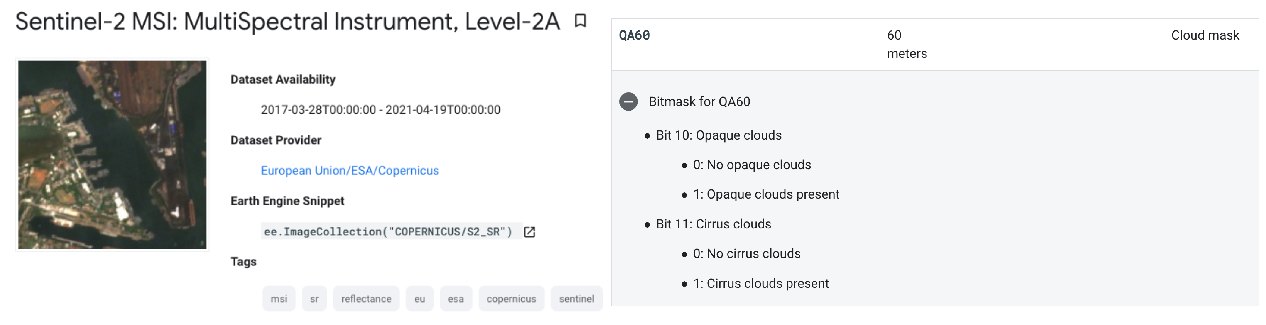 Sentinel-2 MSI: MultiSpectral Instrument, Level-2A
Dataset Availability
2017-03-28T00:00:00 - 2021-04-19T00:00:00
Dataset Provider
European Union/ESA/Copernicus
Earth Engine Snippet
ee.ImageCollection("COPERNICUS/S2_SR")
Tags
msi sr reflectance eu esa copernicus sentinel
QA60 60 meters Cloud mask
Bitmask for QA60
Bit 10: Opaque clouds
0: No opaque clouds
1: Opaque clouds present
Bit 11: Cirrus clouds
0: No cirrus clouds
1: Cirrus clouds present